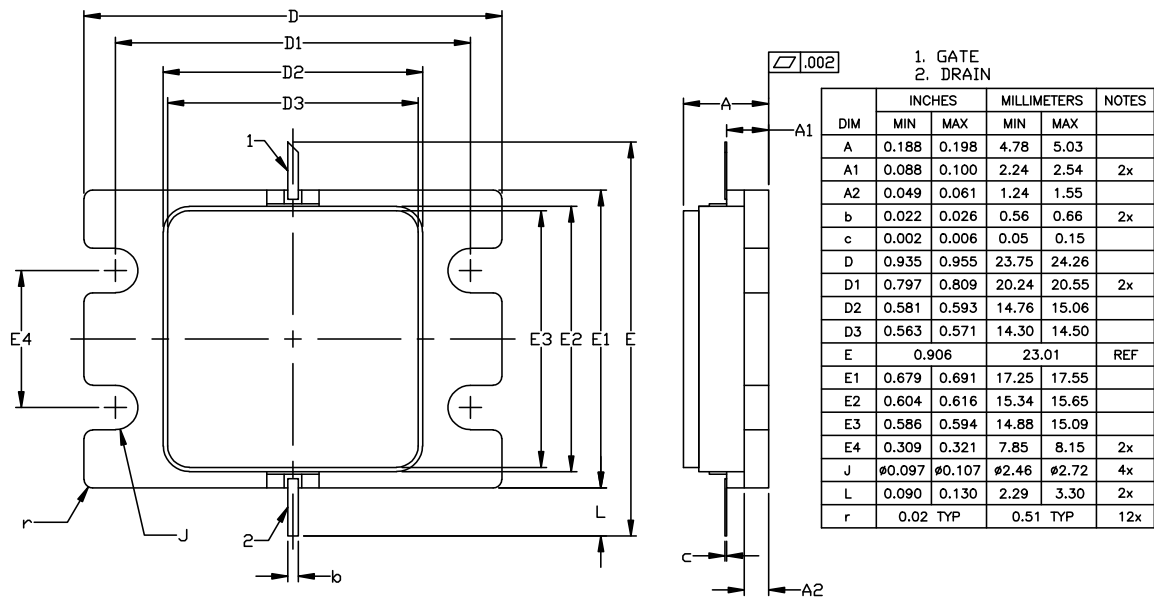 D
D1
D2
D3
1
E4
E3
E2
E1
E
r
J
2
L
b
.002
A
A1
c
A2
1. GATE
2. DRAIN
INCHES MILLIMETERS NOTES
DIM MIN MAX MIN MAX
A 0.188 0.198 4.78 5.03
A1 0.088 0.100 2.24 2.54 2x
A2 0.049 0.061 1.24 1.55
b 0.022 0.026 0.56 0.66 2x
c 0.002 0.006 0.05 0.15
D 0.935 0.955 23.75 24.26
D1 0.797 0.809 20.24 20.55 2x
D2 0.581 0.593 14.76 15.06
D3 0.563 0.571 14.30 14.50
E 0.906 23.01 REF
E1 0.679 0.691 17.25 17.55
E2 0.604 0.616 15.34 15.65
E3 0.586 0.594 14.88 15.09
E4 0.309 0.321 7.85 8.15 2x
J ø0.097 ø0.107 ø2.46 ø2.72 4x
L 0.090 0.130 2.29 3.30 2x
r 0.02 TYP 0.51 TYP 12x